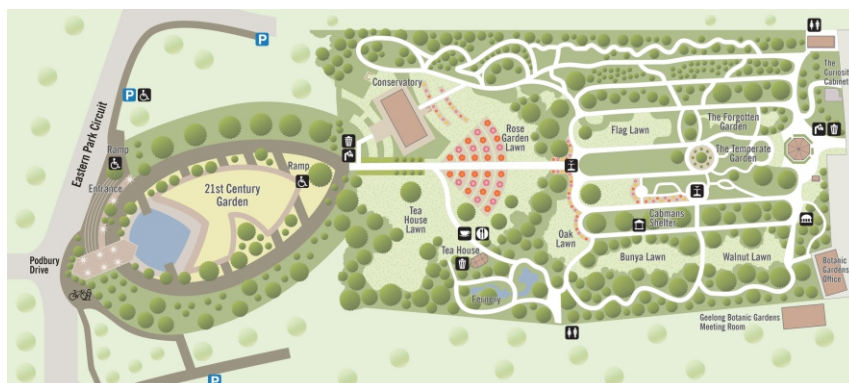 P
P
Eastern Park Circuit
Ramp
Entrance
21st Century
Garden
Ramp
Podbury
Drive
P
Conservatory
Rose
Garden
Lawn
Tea
House
Lawn
Tea House
Fernery
Oak
Lawn
Flag Lawn
The Forgotten
Garden
The Temperate
Garden
Cabmans
Shelter
Bunya Lawn
Walnut Lawn
The
Curiosity
Cabinet
Botanic
Gardens
Office
Geelong Botanic Gardens
Meeting Room